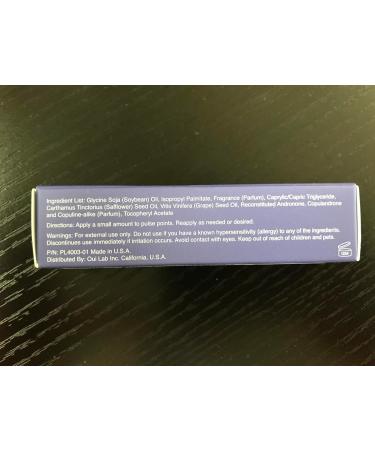 Ingredient List: Glycine Soja (Soybean) Oil, Isopropyl Palmitate, Fragrance (Parfum), Caprylic/Capric Triglyceride,
Carthamus Tinctorius (Safflower) Seed Oil, Vitis Vinifera (Grape) Seed Oil, Reconstituted Andronone, Copulandrone
and Copuline-alike (Parfum), Tocopheryl Acetate
Directions: Apply a small amount to pulse points. Reapply as needed or desired.
Warnings: For external use only. Do not use if you have a known hypersensitivity (allergy) to any of the ingredients.
Discontinues use immediately if irritation occurs. Avoid contact with eyes. Keep out of reach of children and pets.
P/N: PL4003-01 Made in U.S.A.
Distributed By: Oui Lab Inc. California, U.S.A.